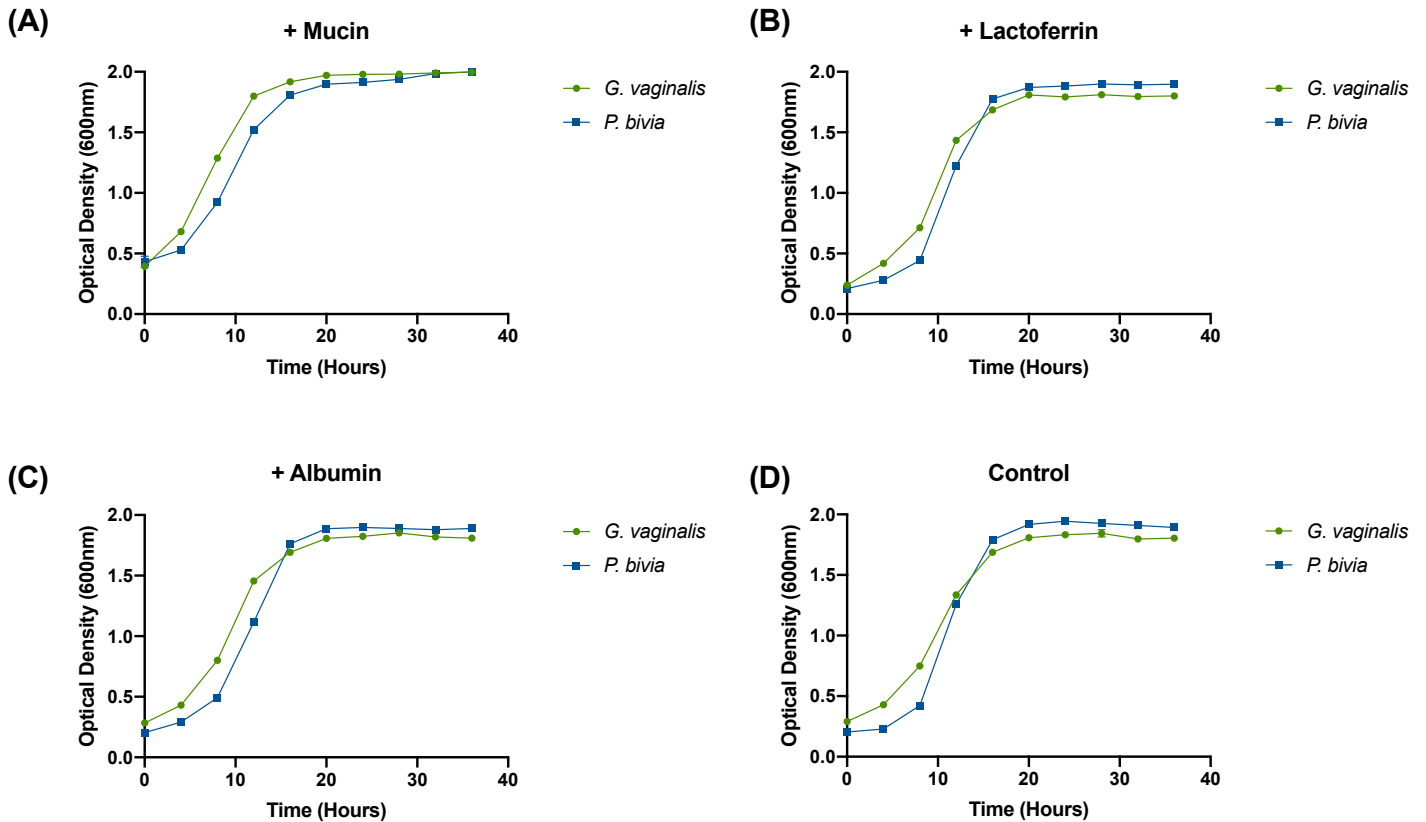 (A)
+ Mucin
2.0
1.5
1.0
0.5
0.0
0 10 20 30 40
Optical Density (600nm)
Time (Hours)
G. vaginalis
P. bivia
(B)
+ Lactoferrin
2.0
1.5
1.0
0.5
0.0
0 10 20 30 40
Optical Density (600nm)
Time (Hours)
G. vaginalis
P. bivia
(C)
+ Albumin
2.0
1.5
1.0
0.5
0.0
0 10 20 30 40
Optical Density (600nm)
Time (Hours)
G. vaginalis
P. bivia
(D)
Control
2.0
1.5
1.0
0.5
0.0
0 10 20 30 40
Optical Density (600nm)
Time (Hours)
G. vaginalis
P. bivia